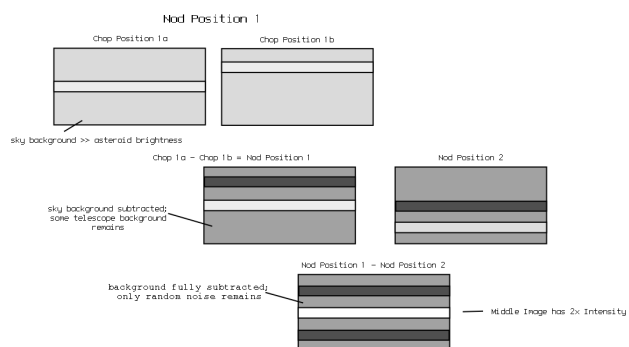 Nod Position 1
Chop Position 1a
Chop Position 1b
sky background >> asteroid brightness
Chop 1a - Chop 1b = Nod Position 1
Nod Position 2
sky background subtracted;
some telescope background
remains
Nod Position 1 - Nod Position 2
background fully subtracted;
only random noise remains
Middle Image has 2x Intensity